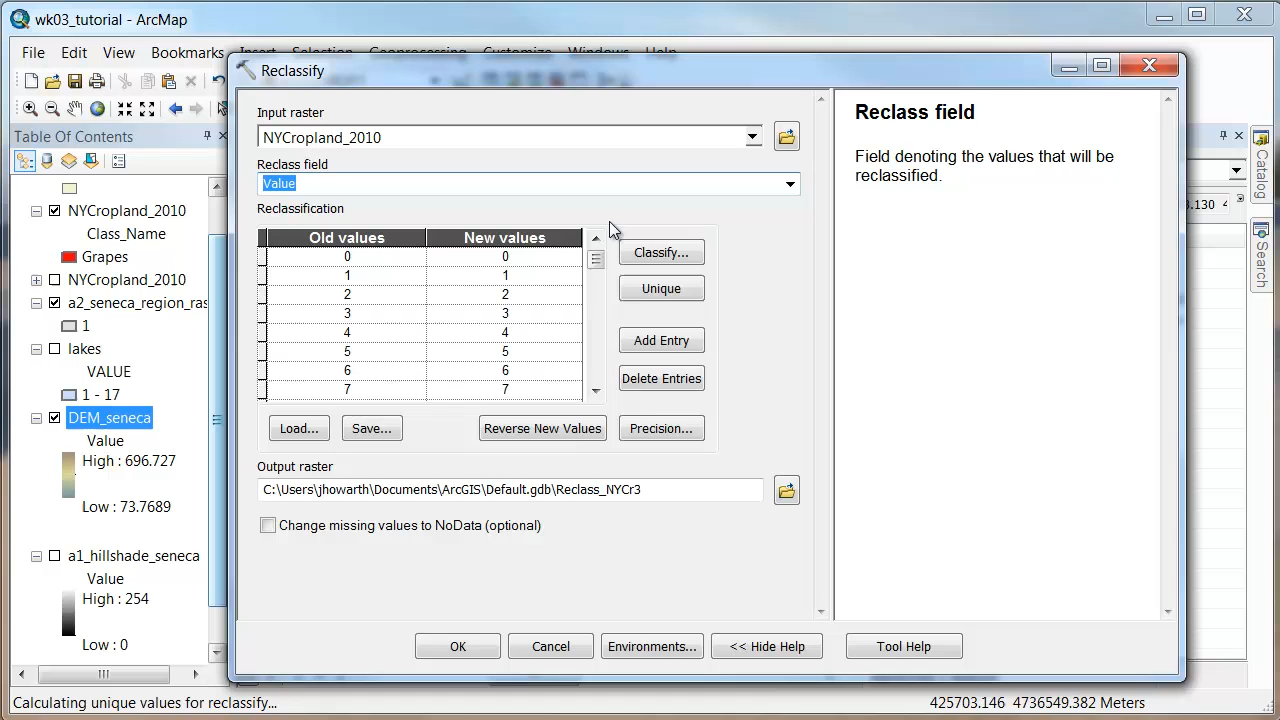 wk03_tutorial - ArcMap
File Edit View Bookmarks Insert Selection Geoprocessing Customize Windows Help
Reclassify
Table Of Contents
NYCropland_2010
Class_Name
Grapes
NYCropland_2010
a2_seneca_region_ras
1
lakes
VALUE
1 - 17
DEM_seneca
Value
High : 696.727
Low : 73.7689
a1_hillshade_seneca
Value
High : 254
Low : 0
Input raster
NYCropland_2010
Reclass field
Value
Reclassification
Old values New values
0 0
1 1
2 2
3 3
4 4
5 5
6 6
7 7
Classify...
Unique
Add Entry
Delete Entries
Load... Save... Reverse New Values Precision...
Output raster
C:\Users\jhowarth\Documents\ArcGIS\Default.gdb\Reclass_NYCr3
Change missing values to NoData (optional)
OK Cancel Environments... << Hide Help Tool Help
Reclass field
Field denoting the values that will be
reclassified.
Catalog
Search
Calculating unique values for reclassify...
425703.146 4736549.382 Meters